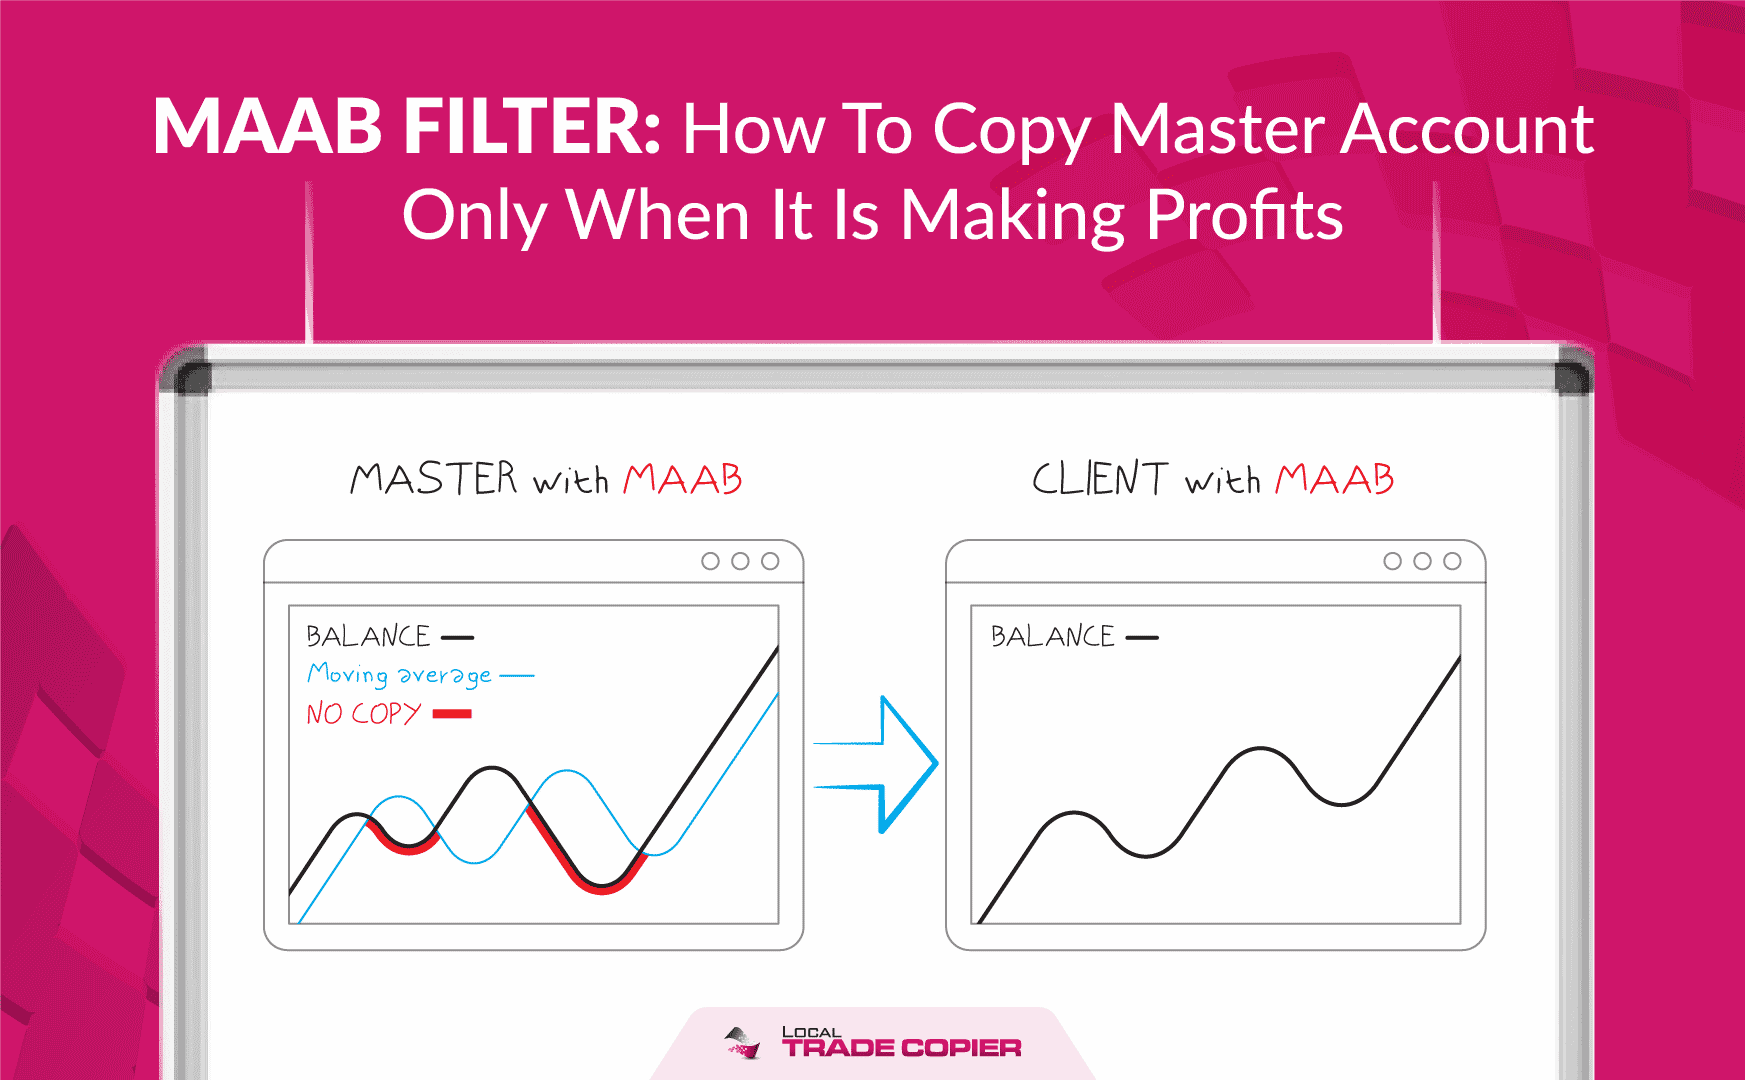 MAAB FILTER: How To Copy Master Account
Only When It Is Making Profits
MASTER with MAAB
CLIENT with MAAB
BALANCE
Moving average
NO COPY
BALANCE
LOCAL
TRADE COPIER